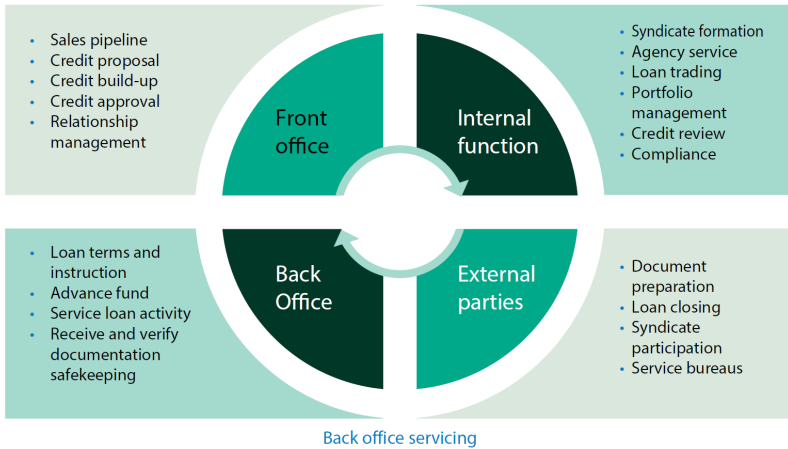 • Sales pipeline
• Credit proposal
• Credit build-up
• Credit approval
• Relationship
management
Front
office
Internal
function
• Syndicate formation
• Agency service
• Loan trading
• Portfolio
management
• Credit review
• Compliance
• Loan terms and
instruction
• Advance fund
• Service loan activity
• Receive and verify
documentation
safekeeping
Back
Office
External
parties
• Document
preparation
• Loan closing
• Syndicate
participation
• Service bureaus
Back office servicing